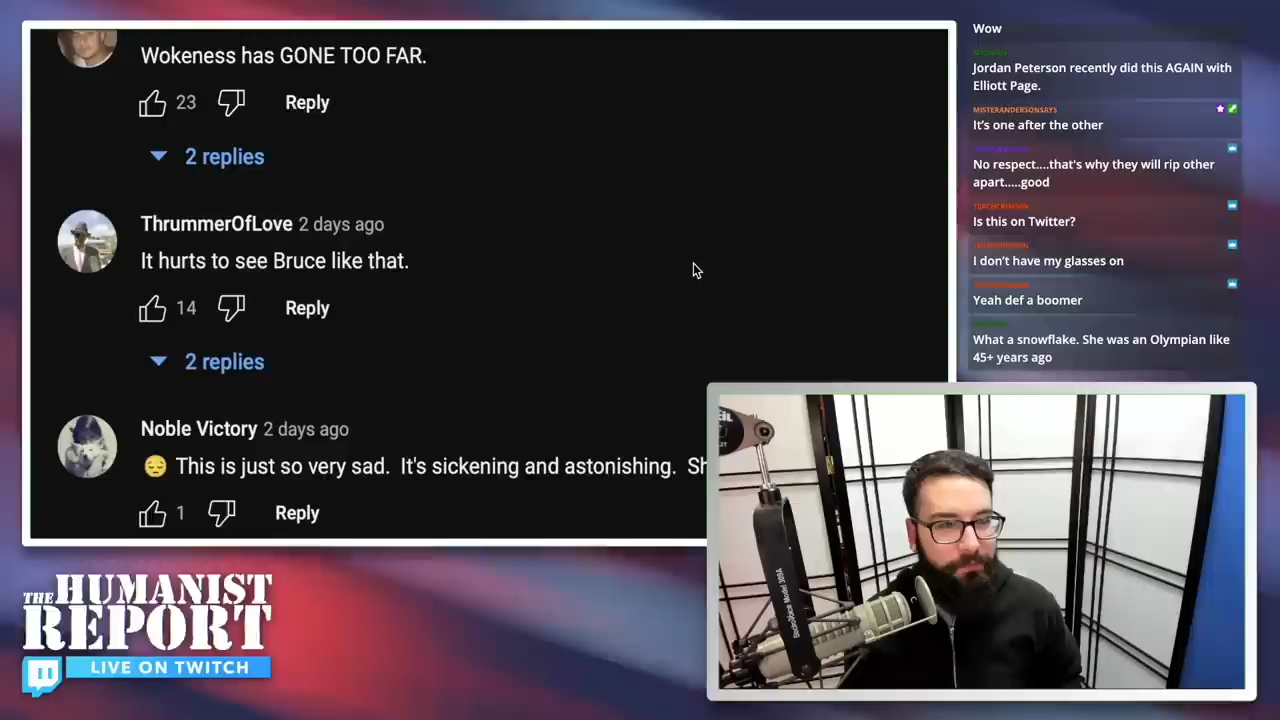 Wokeness has GONE TOO FAR.
23
Reply
2 replies
ThrummerOfLove 2 days ago
It hurts to see Bruce like that.
14
Reply
2 replies
Noble Victory 2 days ago
This is just so very sad. It's sickening and astonishing. Sh
1
Reply
THE HUMANIST
REPORT
LIVE ON TWITCH
Wow
Jordan Peterson recently did this AGAIN with
Elliott Page.
MISTERANDERSONSAYS
It's one after the other
No respect....that's why they will rip other
apart.....good
Is this on Twitter?
I don't have my glasses on
Yeah def a boomer
What a snowflake. She was an Olympian like
45+ years ago
ElectroVoice Model 309A